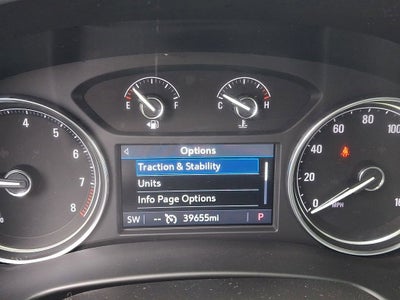 E F
C H
4 5 6 7 8
Options
Traction & Stability
Units
Info Page Options
SW -- 39655mi P
0 20 40 60 80 100
MPH